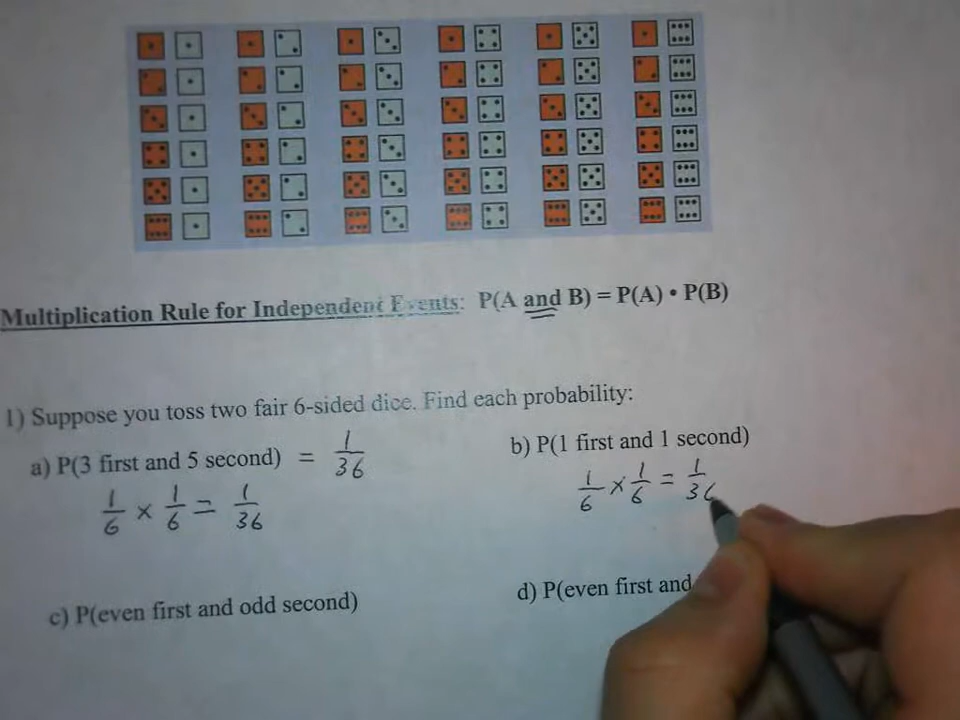 Multiplication Rule for Independent Events: P(A and B) = P(A) • P(B)
1) Suppose you toss two fair 6-sided dice. Find each probability:
a) P(3 first and 5 second) = 1/36
1/6 × 1/6 = 1/36
b) P(1 first and 1 second)
1/6 × 1/6 = 1/36
c) P(even first and odd second)
d) P(even first and